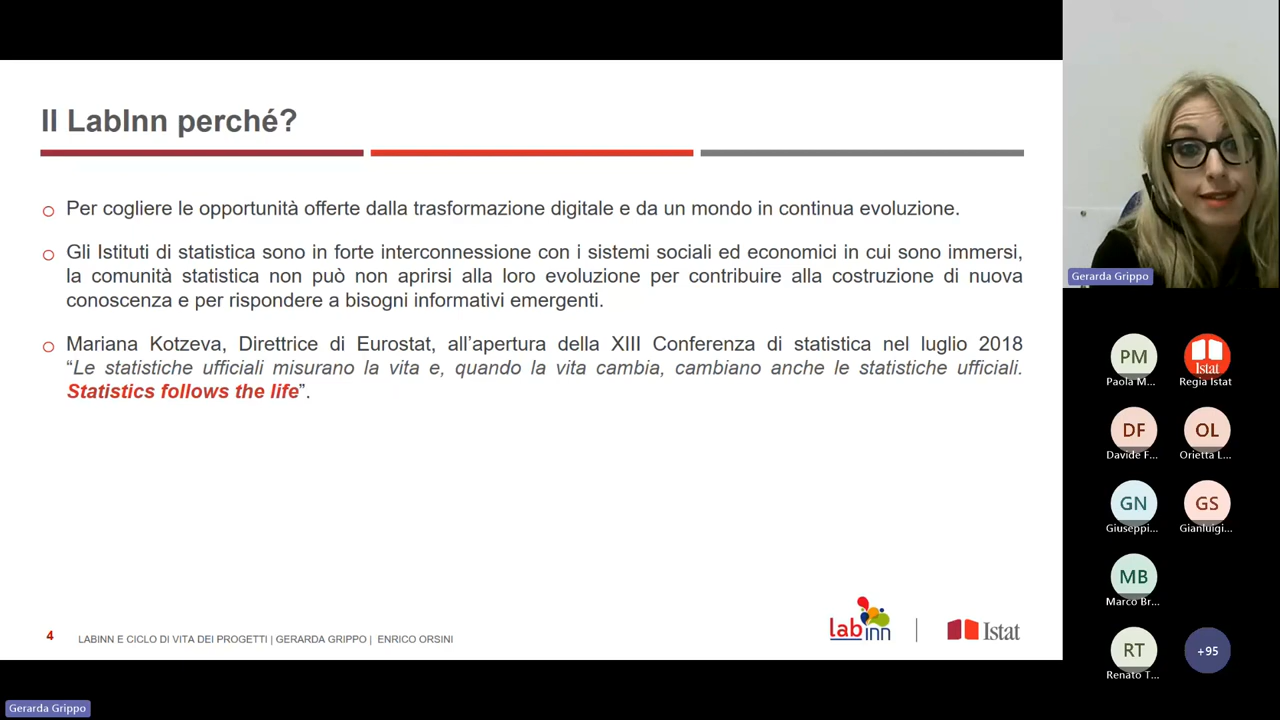 Il LabInn perché?
Per cogliere le opportunità offerte dalla trasformazione digitale e da un mondo in continua evoluzione.
Gli Istituti di statistica sono in forte interconnessione con i sistemi sociali ed economici in cui sono immersi,
la comunità statistica non può non aprirsi alla loro evoluzione per contribuire alla costruzione di nuova
conoscenza e per rispondere a bisogni informativi emergenti.
Mariana Kotzeva, Direttrice di Eurostat, all’apertura della XIII Conferenza di statistica nel luglio 2018
“Le statistiche ufficiali misurano la vita e, quando la vita cambia, cambiano anche le statistiche ufficiali.
Statistics follows the life”.
4
LABINN E CICLO DI VITA DEI PROGETTI | GERARDA GRIPPO | ENRICO ORSINI
lab inn
Istat
Gerarda Grippo
Gerarda Grippo
PM
Paola M...
Istat
Regia Istat
DF
Davide F...
OL
Orietta L...
GN
Giuseppi...
GS
Gianluigi...
MB
Marco Br...
RT
Renato T...
+95